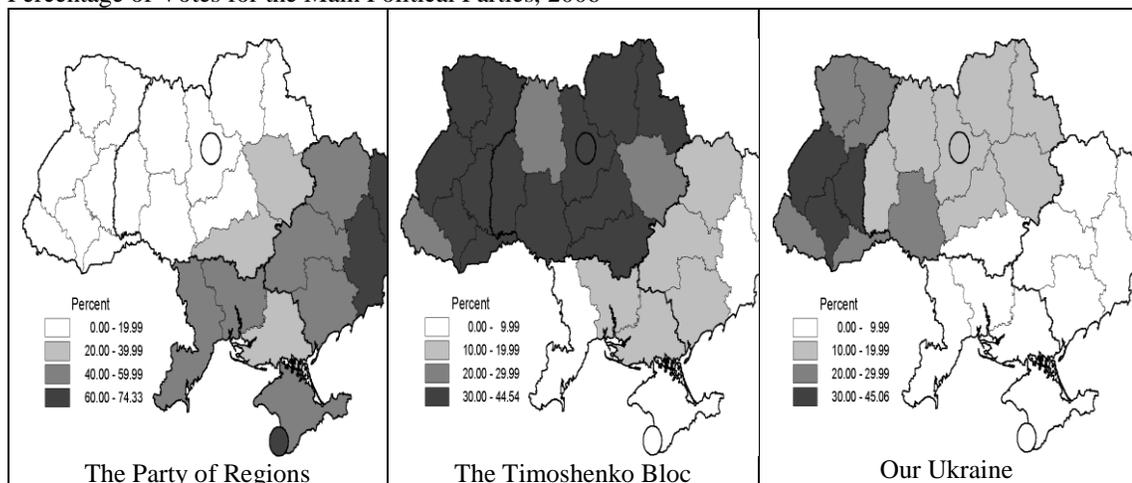 Percentage of Votes for the Main Political Parties, 2006
Percent
0.00 - 19.99
20.00 - 39.99
40.00 - 59.99
60.00 - 74.33
The Party of Regions
Percent
0.00 - 9.99
10.00 - 19.99
20.00 - 29.99
30.00 - 44.54
The Timoshenko Bloc
Percent
0.00 - 9.99
10.00 - 19.99
20.00 - 29.99
30.00 - 45.06
Our Ukraine